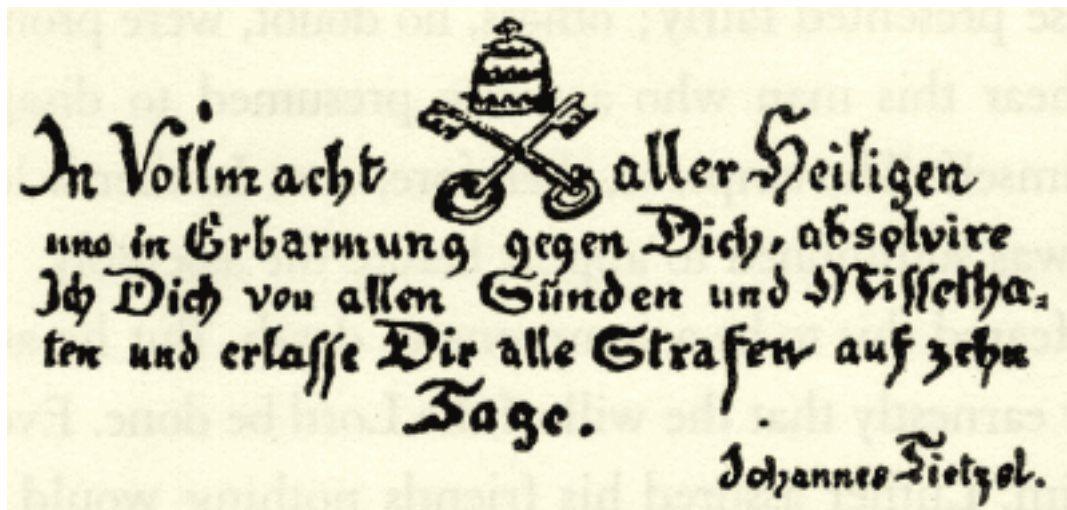 In Vollmacht aller Heiligen
und in Erbarmung gegen Dich, absolvire
Ich Dich von allen Sünden und Missetha=
ten und erlasse Dir alle Strafen auf zehn
Tage.
Johannes Tietzel.